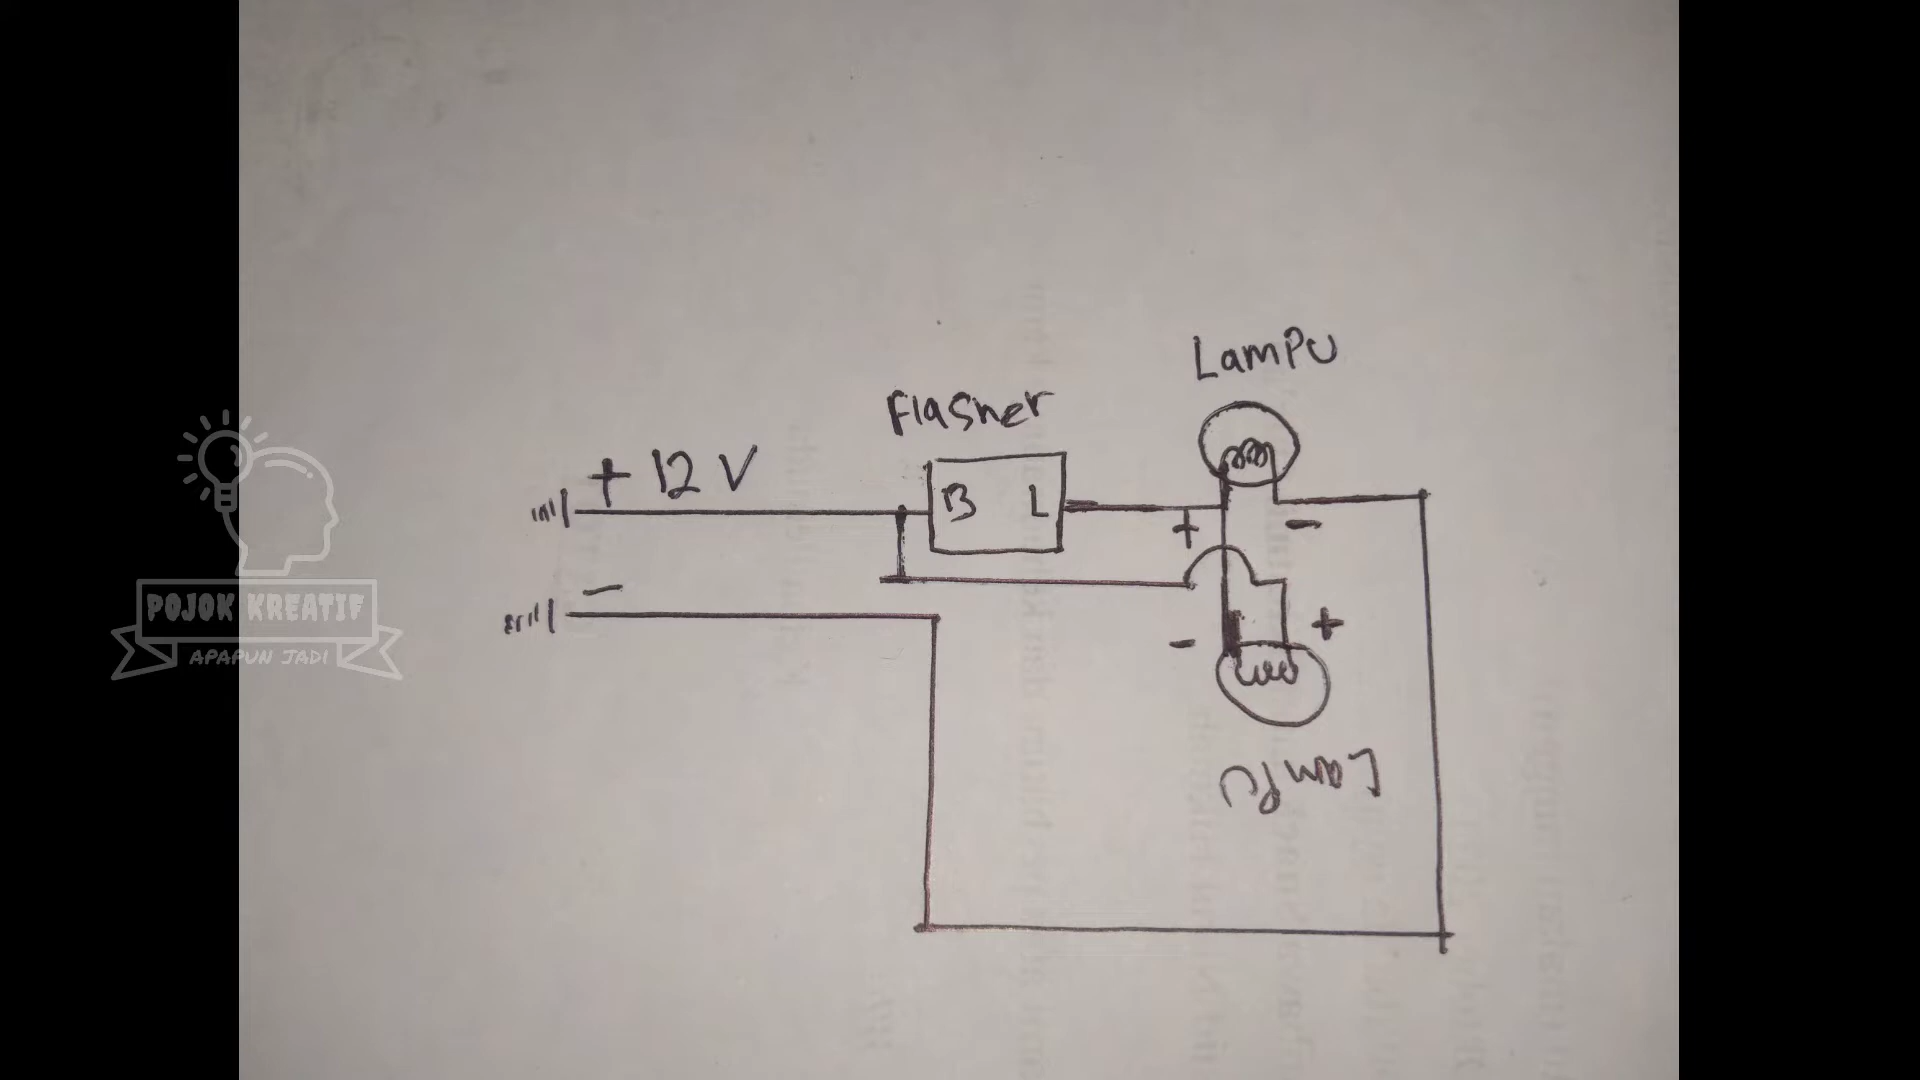 LamPU
Flasher
+ 12 V
B L
+ -
-
- +
LamPU
POJOK KREATIF
APAPUN JADI